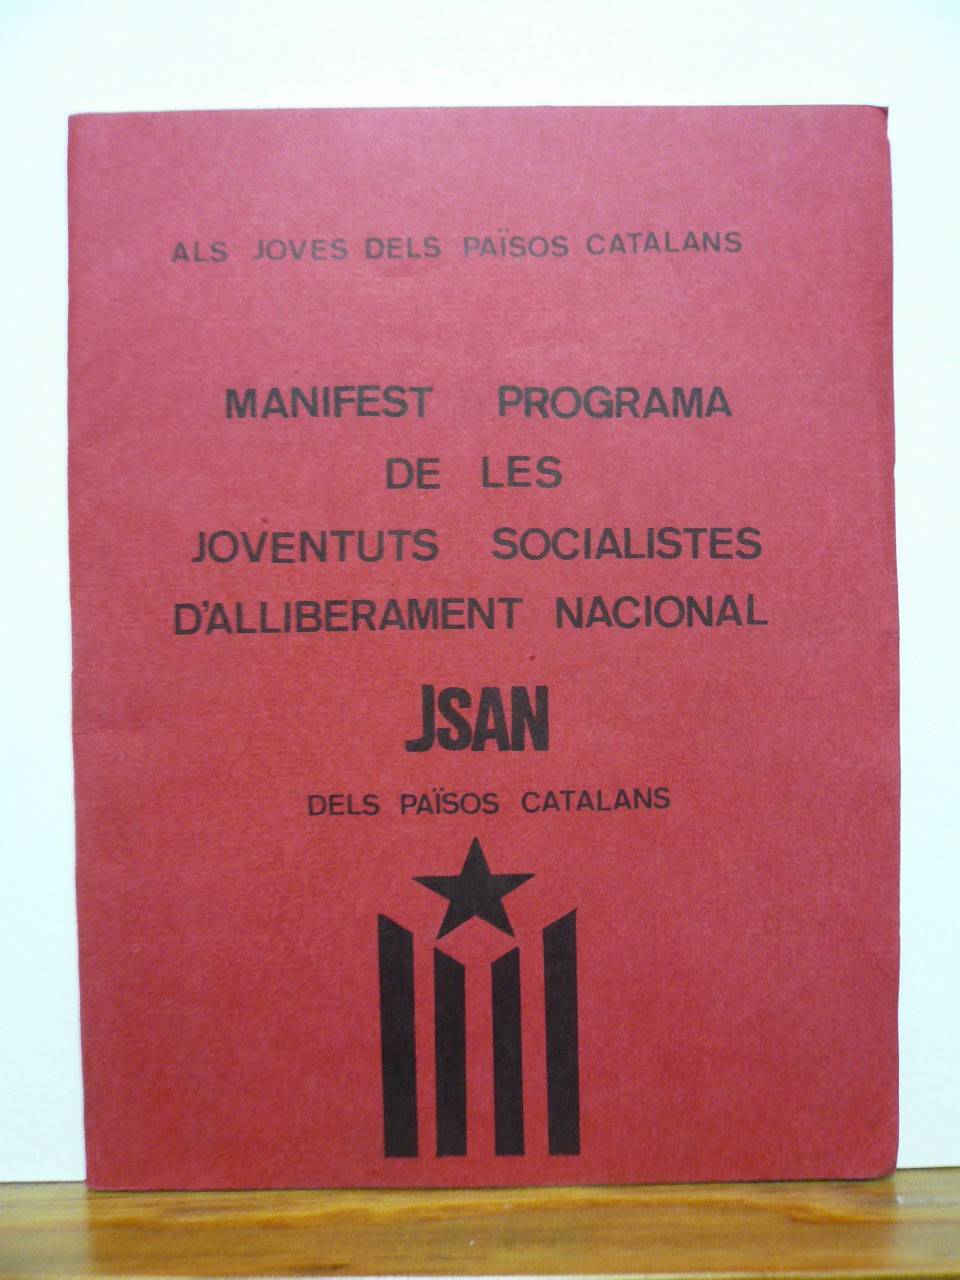 ALS JOVES DELS PAÏSOS CATALANS
MANIFEST PROGRAMA
DE LES
JOVENTUTS SOCIALISTES
D'ALLIBERAMENT NACIONAL
JSAN
DELS PAÏSOS CATALANS